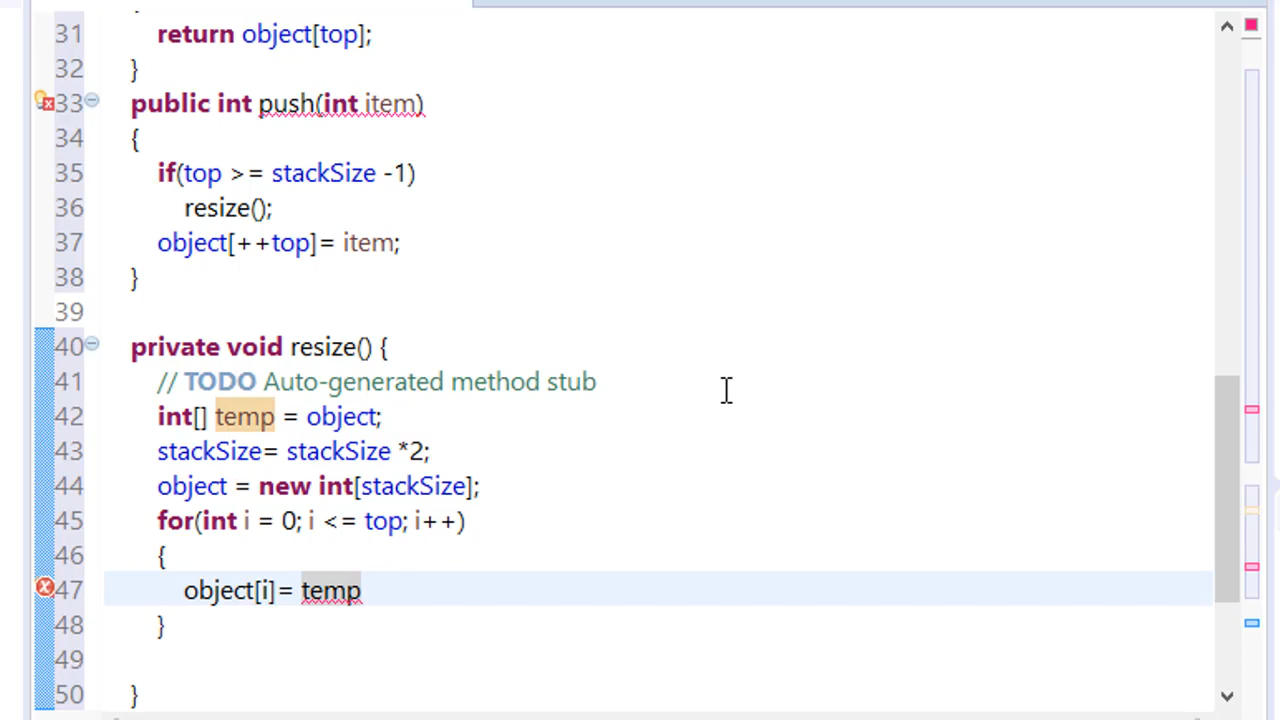 31 return object[top];
32 }
33 public int push(int item)
34 {
35 if(top >= stackSize -1)
36 resize();
37 object[++top]= item;
38 }
39
40 private void resize() {
41 // TODO Auto-generated method stub
42 int[] temp = object;
43 stackSize= stackSize *2;
44 object = new int[stackSize];
45 for(int i = 0; i <= top; i++)
46 {
47 object[i]= temp
48 }
49
50 }